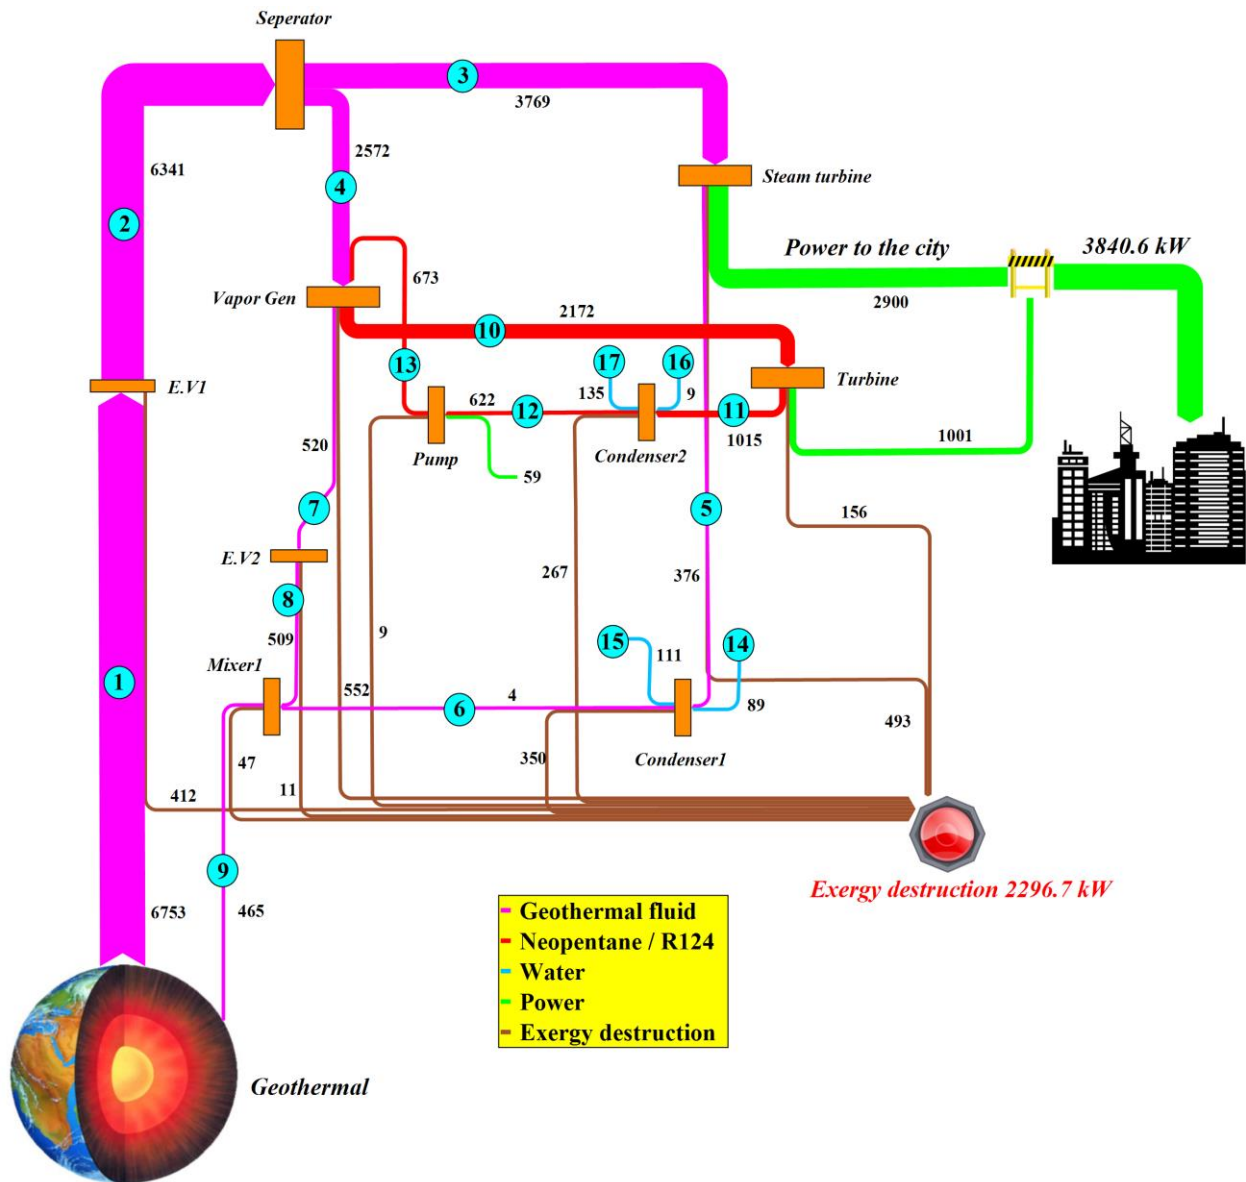 Seperator
3
3769
6341
2572
2
4
Steam turbine
Power to the city
3840.6 kW
2900
673
Vapor Gen
10
2172
13
17
16
E.V1
Turbine
135
9
622
12
11
1015
1001
Pump
59
Condenser2
520
7
5
156
E.V2
267
376
8
509
9
15
14
111
Mixer1
1
552
6
4
89
493
47
350
Condenser1
412
11
9
465
6753
Exergy destruction 2296.7 kW
Geothermal fluid
Neopentane / R124
Water
Power
Exergy destruction
Geothermal